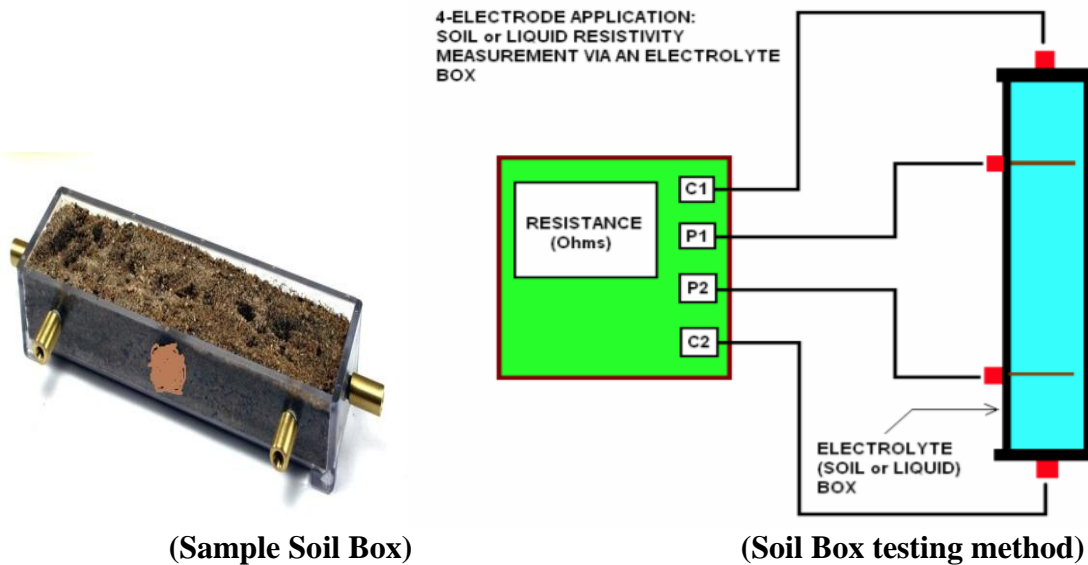 4-ELECTRODE APPLICATION:
SOIL or LIQUID RESISTIVITY
MEASUREMENT VIA AN ELECTROLYTE
BOX
C1
RESISTANCE
(Ohms)
P1
P2
C2
ELECTROLYTE
(SOIL or LIQUID)
BOX
(Sample Soil Box)
(Soil Box testing method)